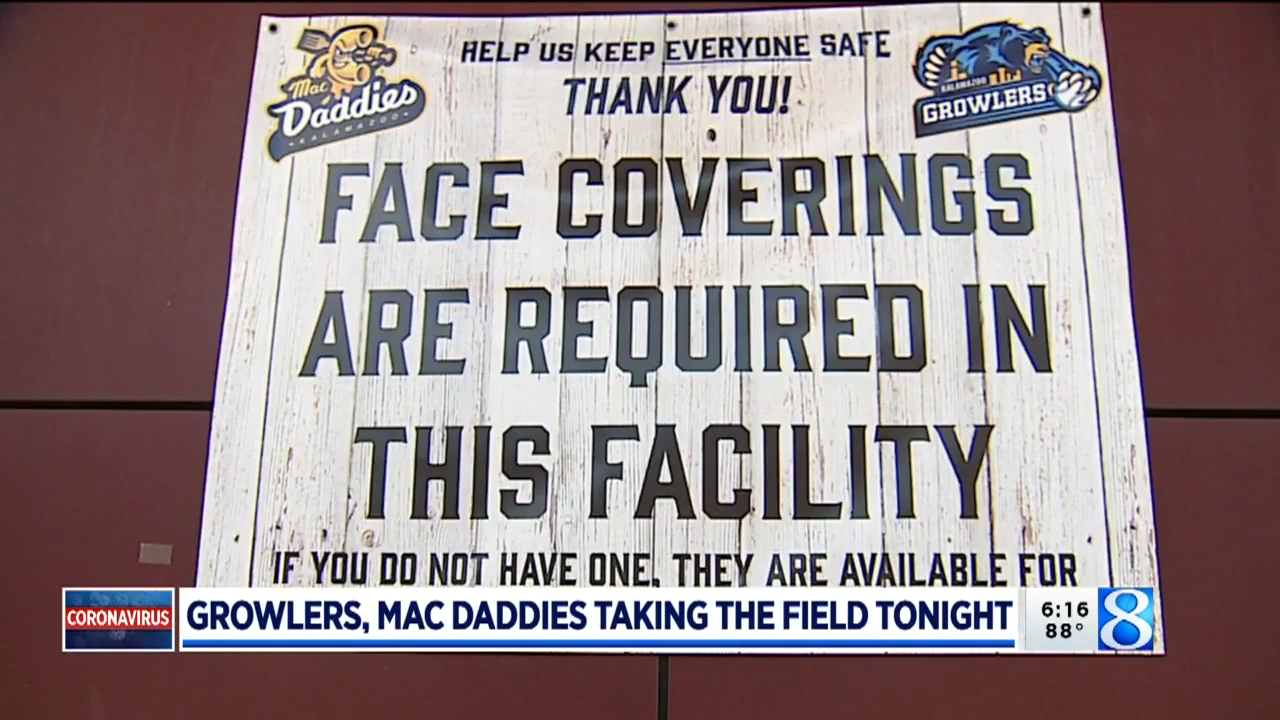 Mac
Daddies
KALAMAZOO
HELP US KEEP EVERYONE SAFE
THANK YOU!
KALAMAZOO
GROWLERS
FACE COVERINGS
ARE REQUIRED IN
THIS FACILITY
IF YOU DO NOT HAVE ONE, THEY ARE AVAILABLE FOR
CORONAVIRUS
GROWLERS, MAC DADDIES TAKING THE FIELD TONIGHT
6:16
88°
8